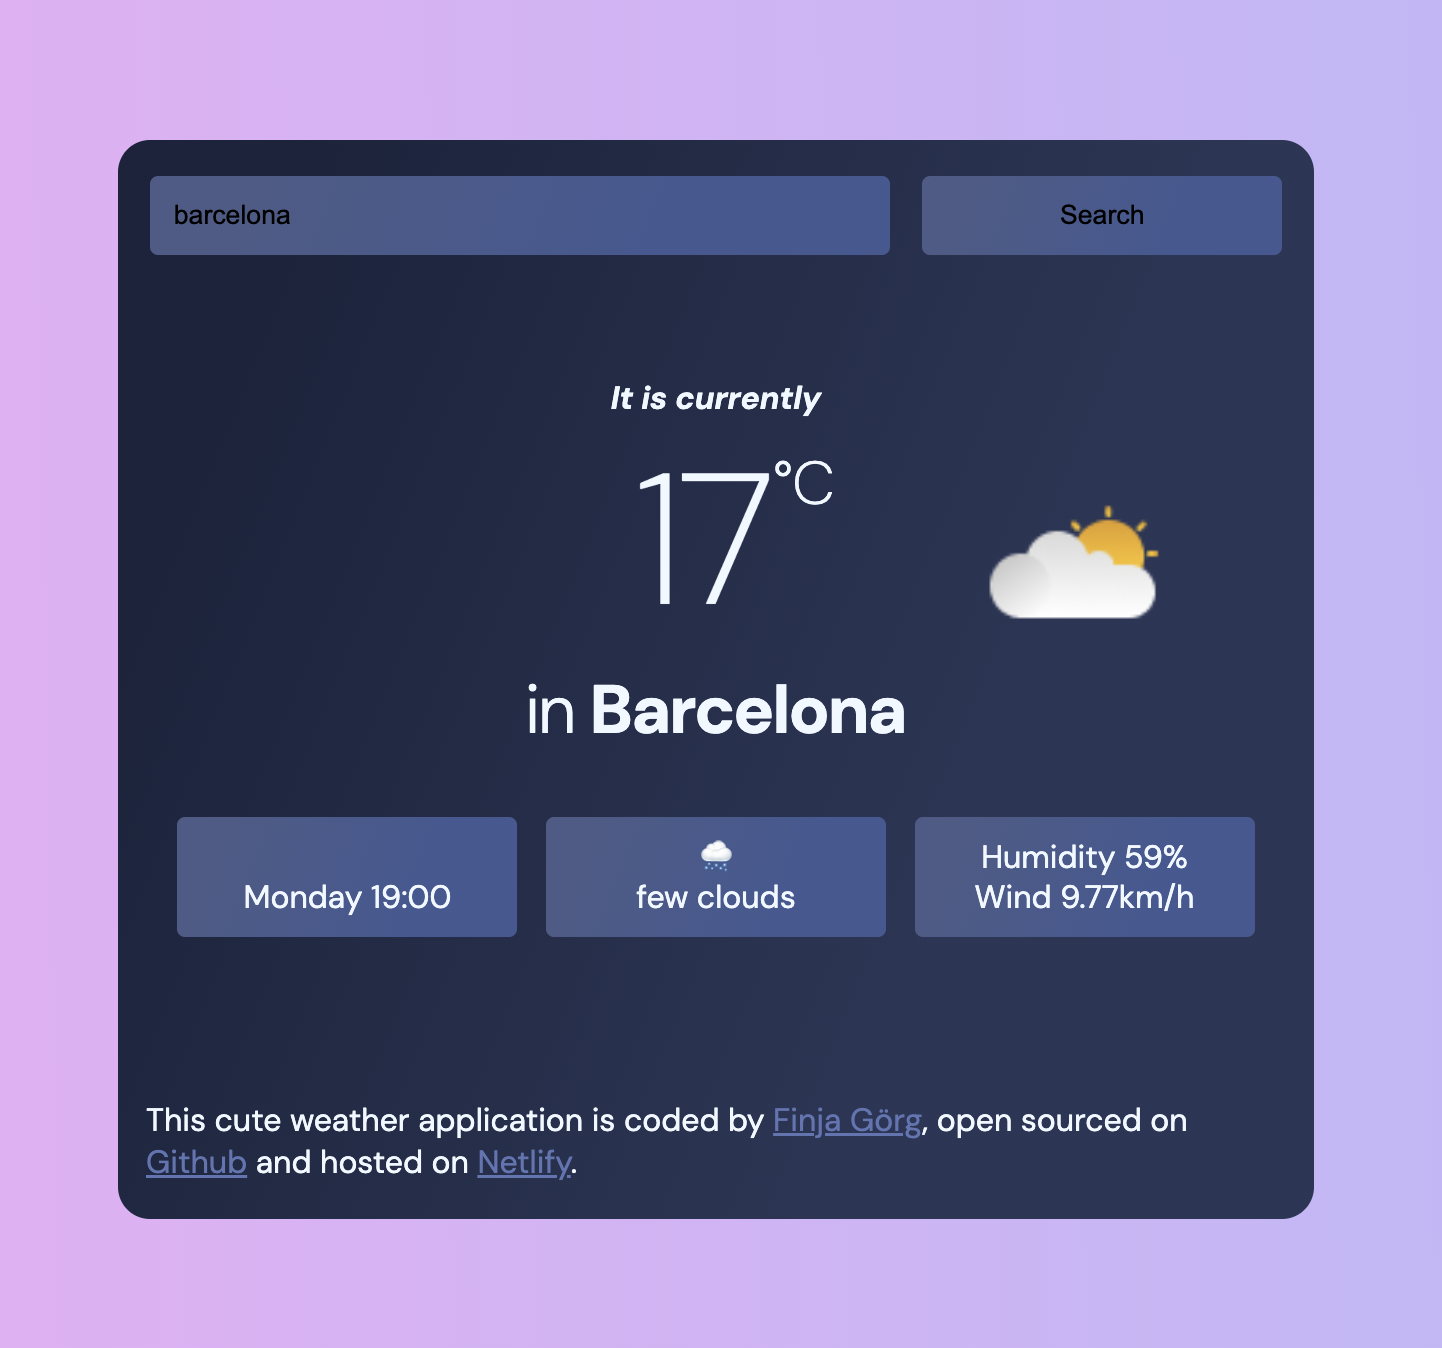 barcelona
Search
It is currently
17°C
in Barcelona
Monday 19:00
few clouds
Humidity 59%
Wind 9.77km/h
This cute weather application is coded by Finja Görg, open sourced on
Github and hosted on Netlify.